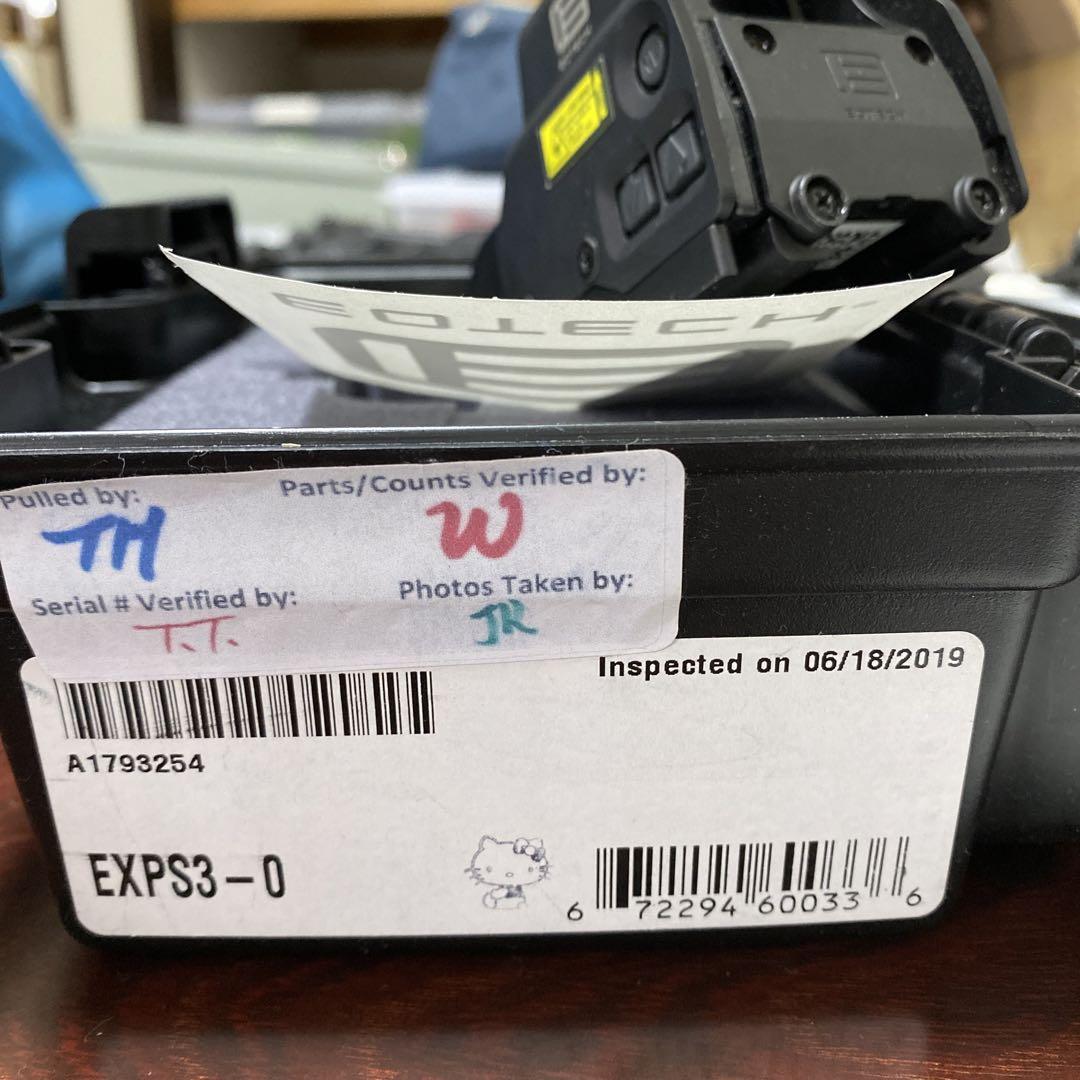 EOTECH
Pulled by:
Parts/Counts Verified by:
TH
W
Serial # Verified by:
Photos Taken by:
T.T.
JR
Inspected on 06/18/2019
A1793254
EXPS3-0
6 72294 60033 6